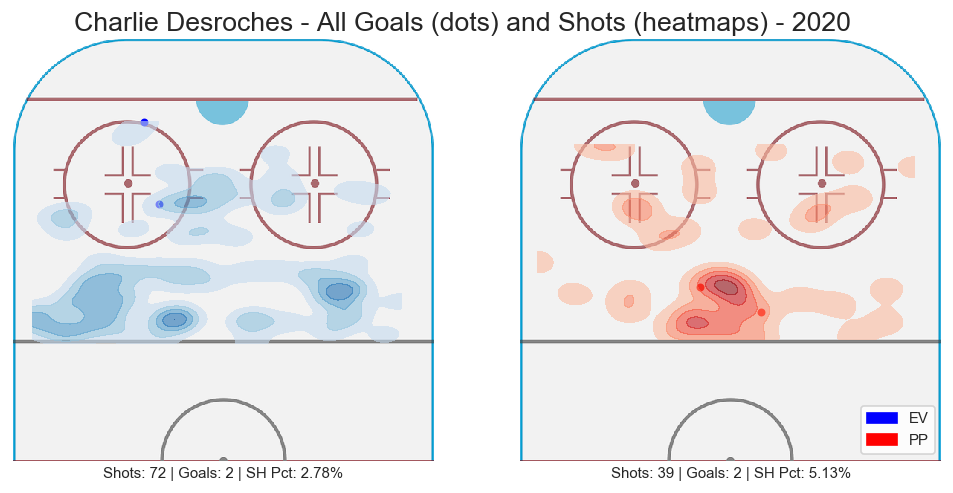 Charlie Desroches - All Goals (dots) and Shots (heatmaps) - 2020
EV
PP
Shots: 72 | Goals: 2 | SH Pct: 2.78%
Shots: 39 | Goals: 2 | SH Pct: 5.13%